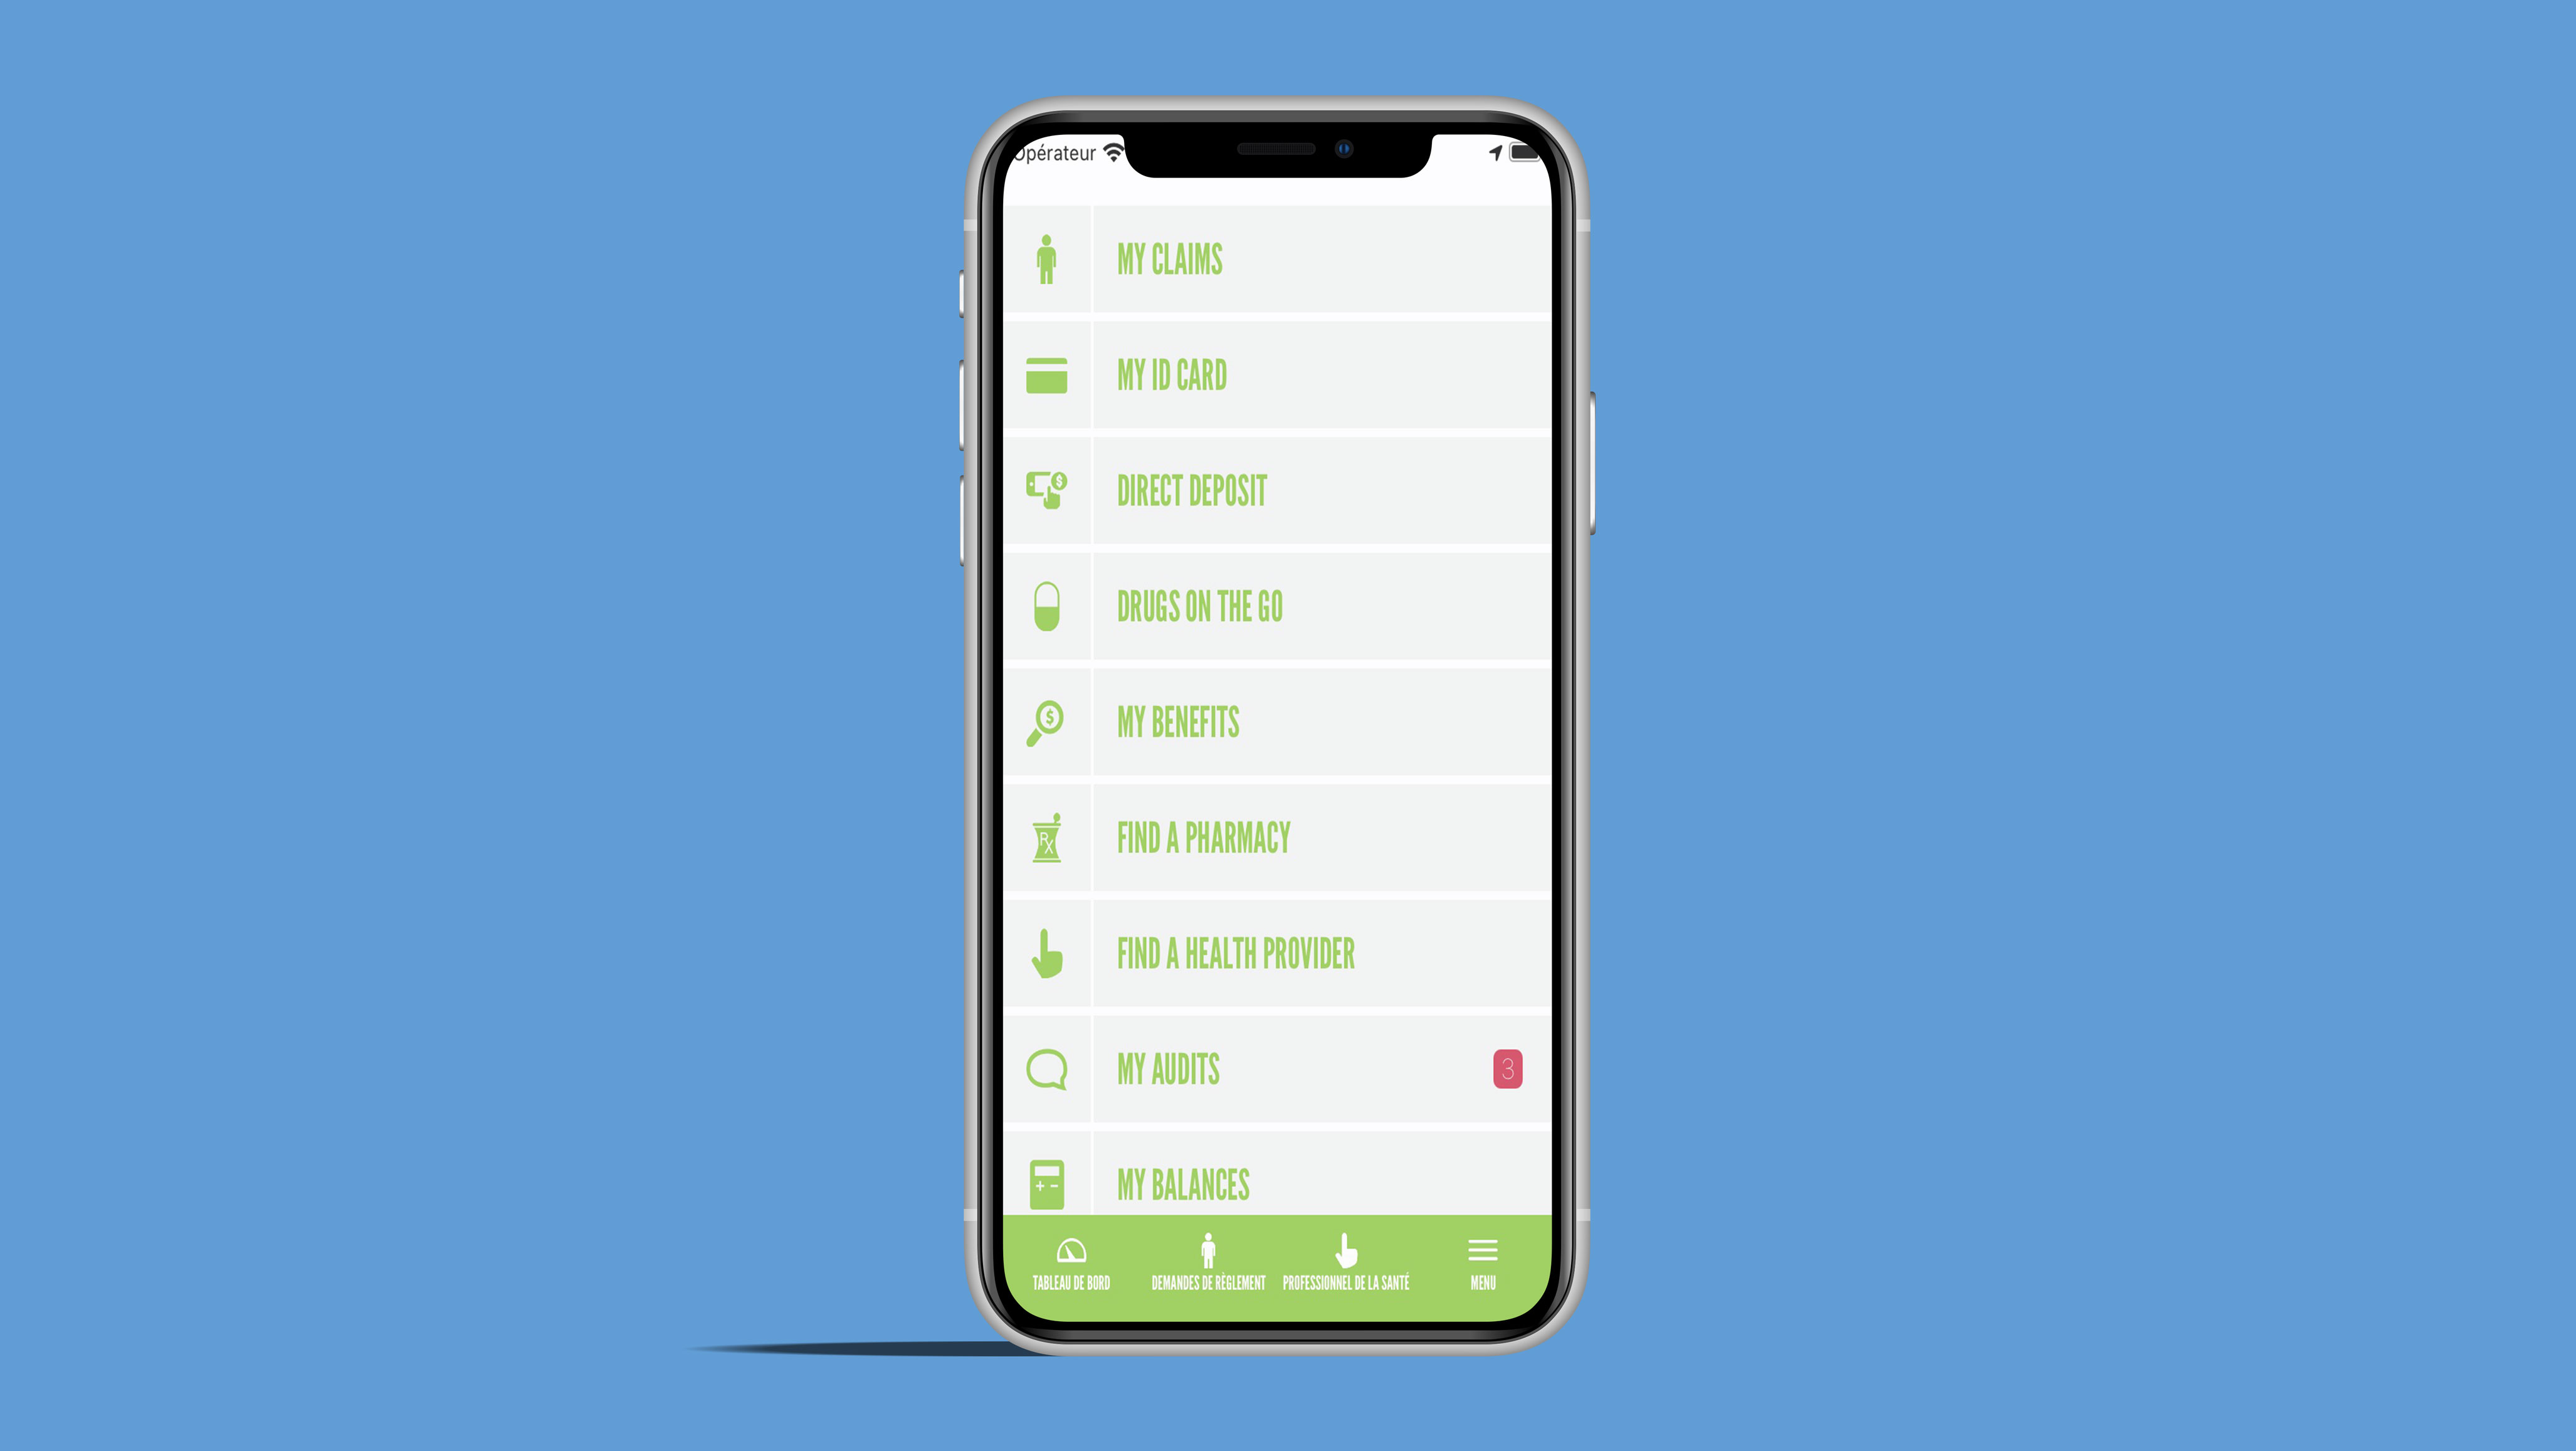 Opérateur
MY CLAIMS
MY ID CARD
DIRECT DEPOSIT
DRUGS ON THE GO
MY BENEFITS
FIND A PHARMACY
FIND A HEALTH PROVIDER
MY AUDITS 3
MY BALANCES
TABLEAU DE BORD DEMANDES DE RÈGLEMENT PROFESSIONNEL DE LA SANTÉ MENU